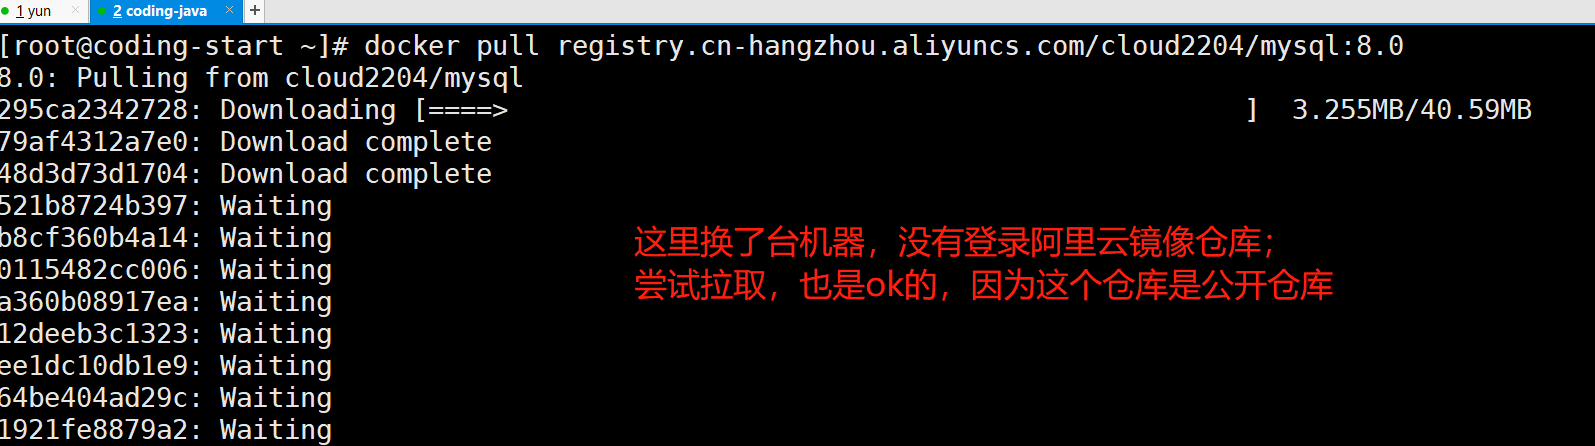 1 yun × 2 coding-java × +
[root@coding-start ~]# docker pull registry.cn-hangzhou.aliyuncs.com/cloud2204/mysql:8.0
8.0: Pulling from cloud2204/mysql
295ca2342728: Downloading [====>                                              ]  3.255MB/40.59MB
79af4312a7e0: Download complete
48d3d73d1704: Download complete
521b8724b397: Waiting
b8cf360b4a14: Waiting
0115482cc006: Waiting
a360b08917ea: Waiting
12deeb3c1323: Waiting
ee1dc10db1e9: Waiting
64be404ad29c: Waiting
1921fe8879a2: Waiting
这里换了台机器，没有登录阿里云镜像仓库；
尝试拉取，也是ok的，因为这个仓库是公开仓库